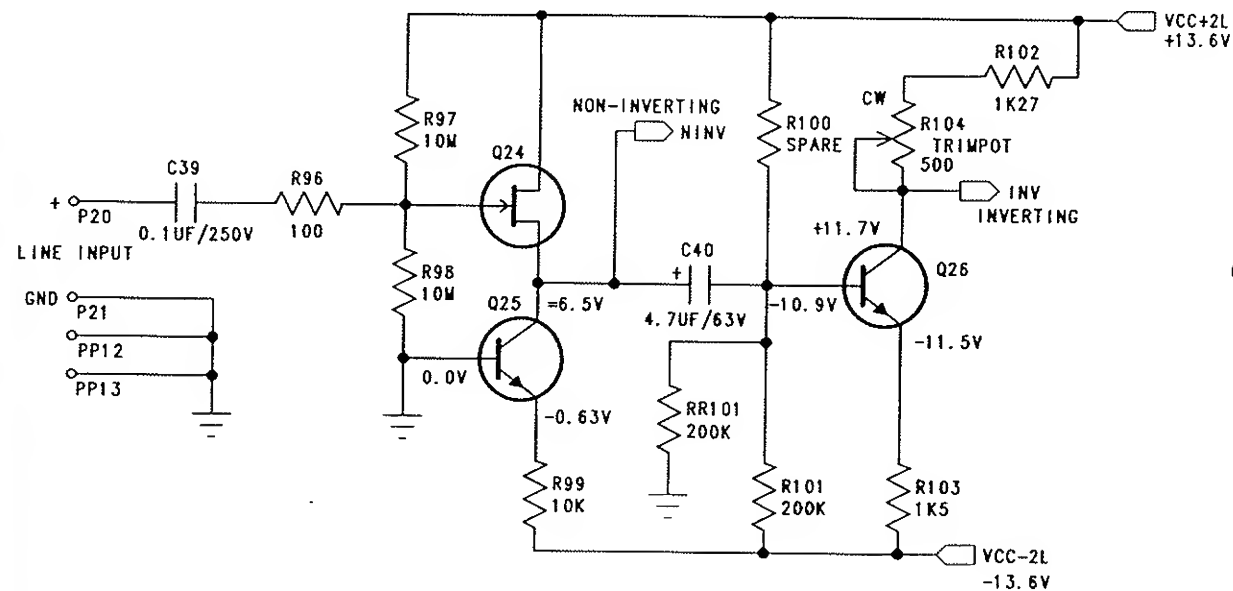 VCC+2L
+13.6V
R102
1K27
CW
R104
TRIMPOT
500
NON-INVERTING
NINV
R100
SPARE
R97
10M
Q24
C39
R96
+
P20
0.1UF/250V
100
LINE INPUT
INV
INVERTING
+11.7V
C40
Q26
R98
10M
GND
P21
Q25
=6.5V
+
4.7UF/63V
-10.9V
PP12
-11.5V
PP13
0.0V
-0.63V
RR101
200K
R99
10K
R101
200K
R103
1K5
VCC-2L
-13.6V